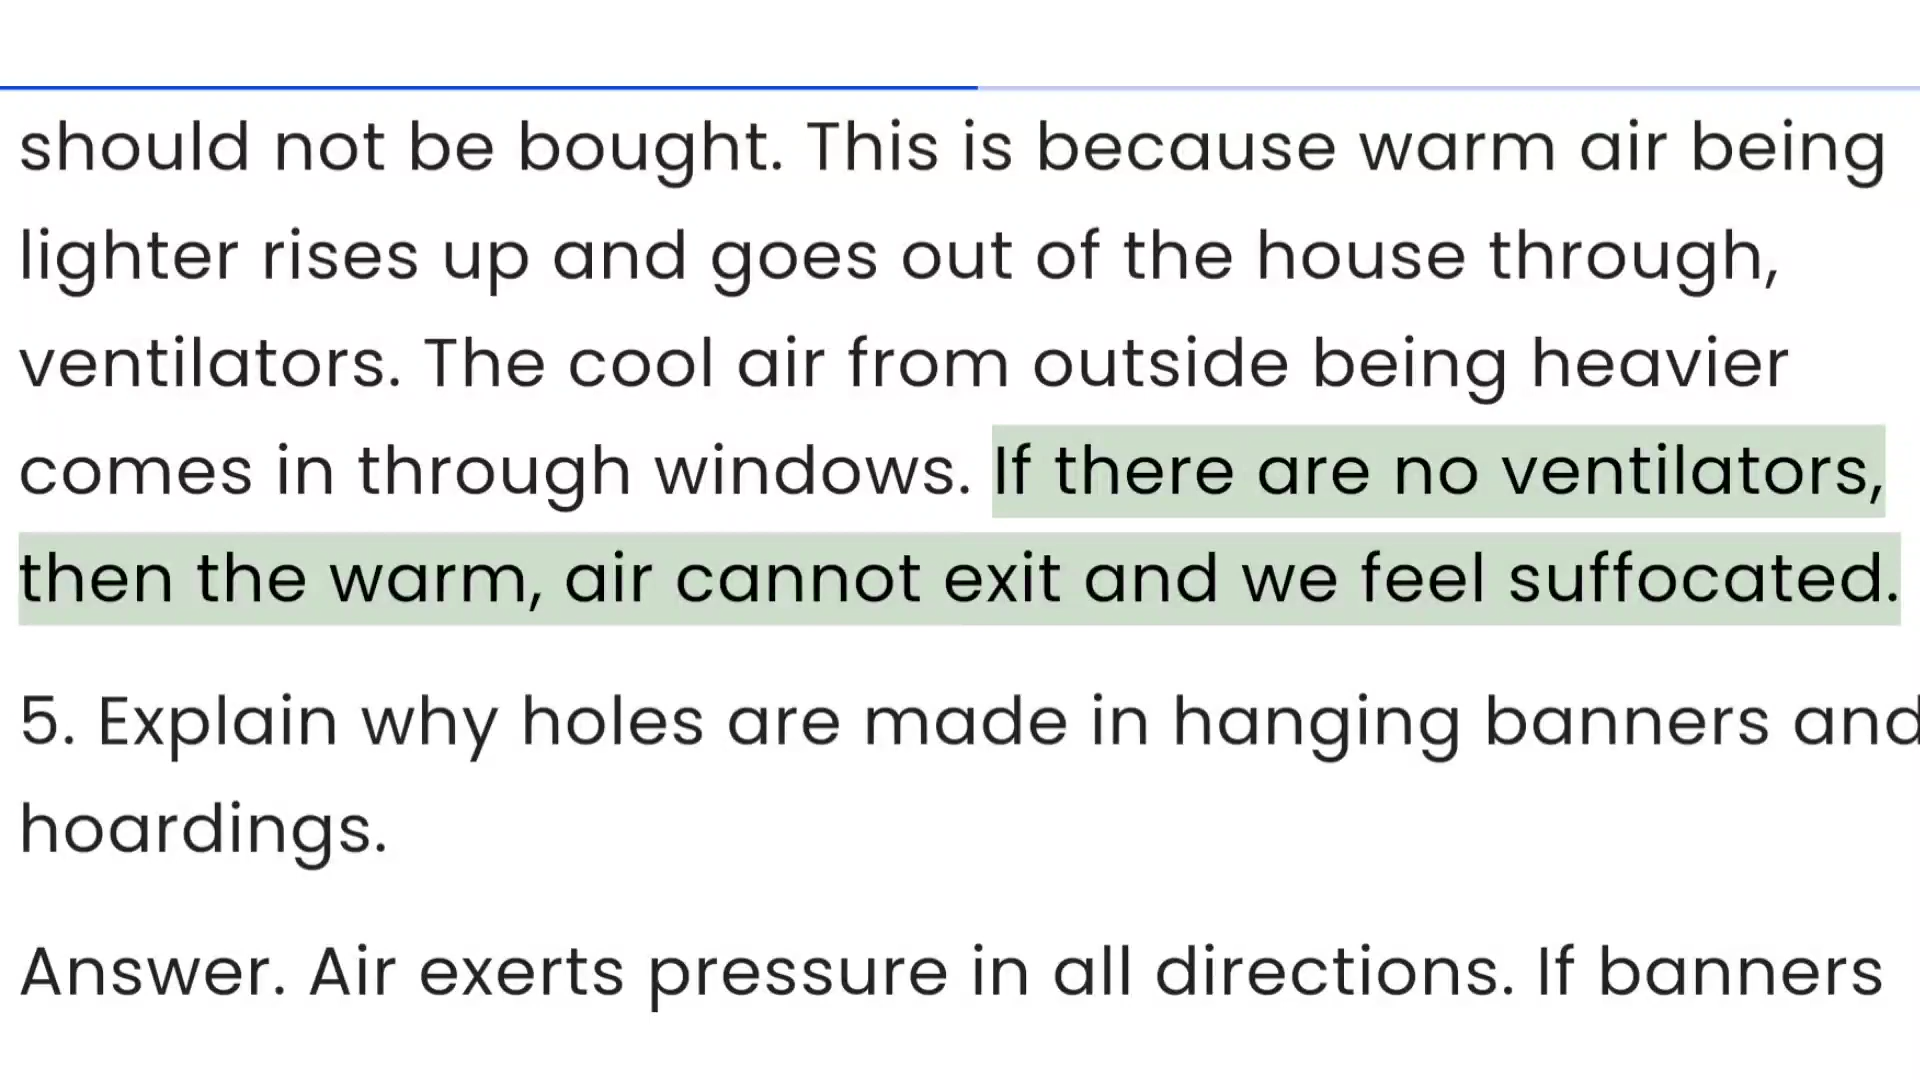 should not be bought. This is because warm air being
lighter rises up and goes out of the house through,
ventilators. The cool air from outside being heavier
comes in through windows. If there are no ventilators,
then the warm, air cannot exit and we feel suffocated.
5. Explain why holes are made in hanging banners and
hoardings.
Answer. Air exerts pressure in all directions. If banners